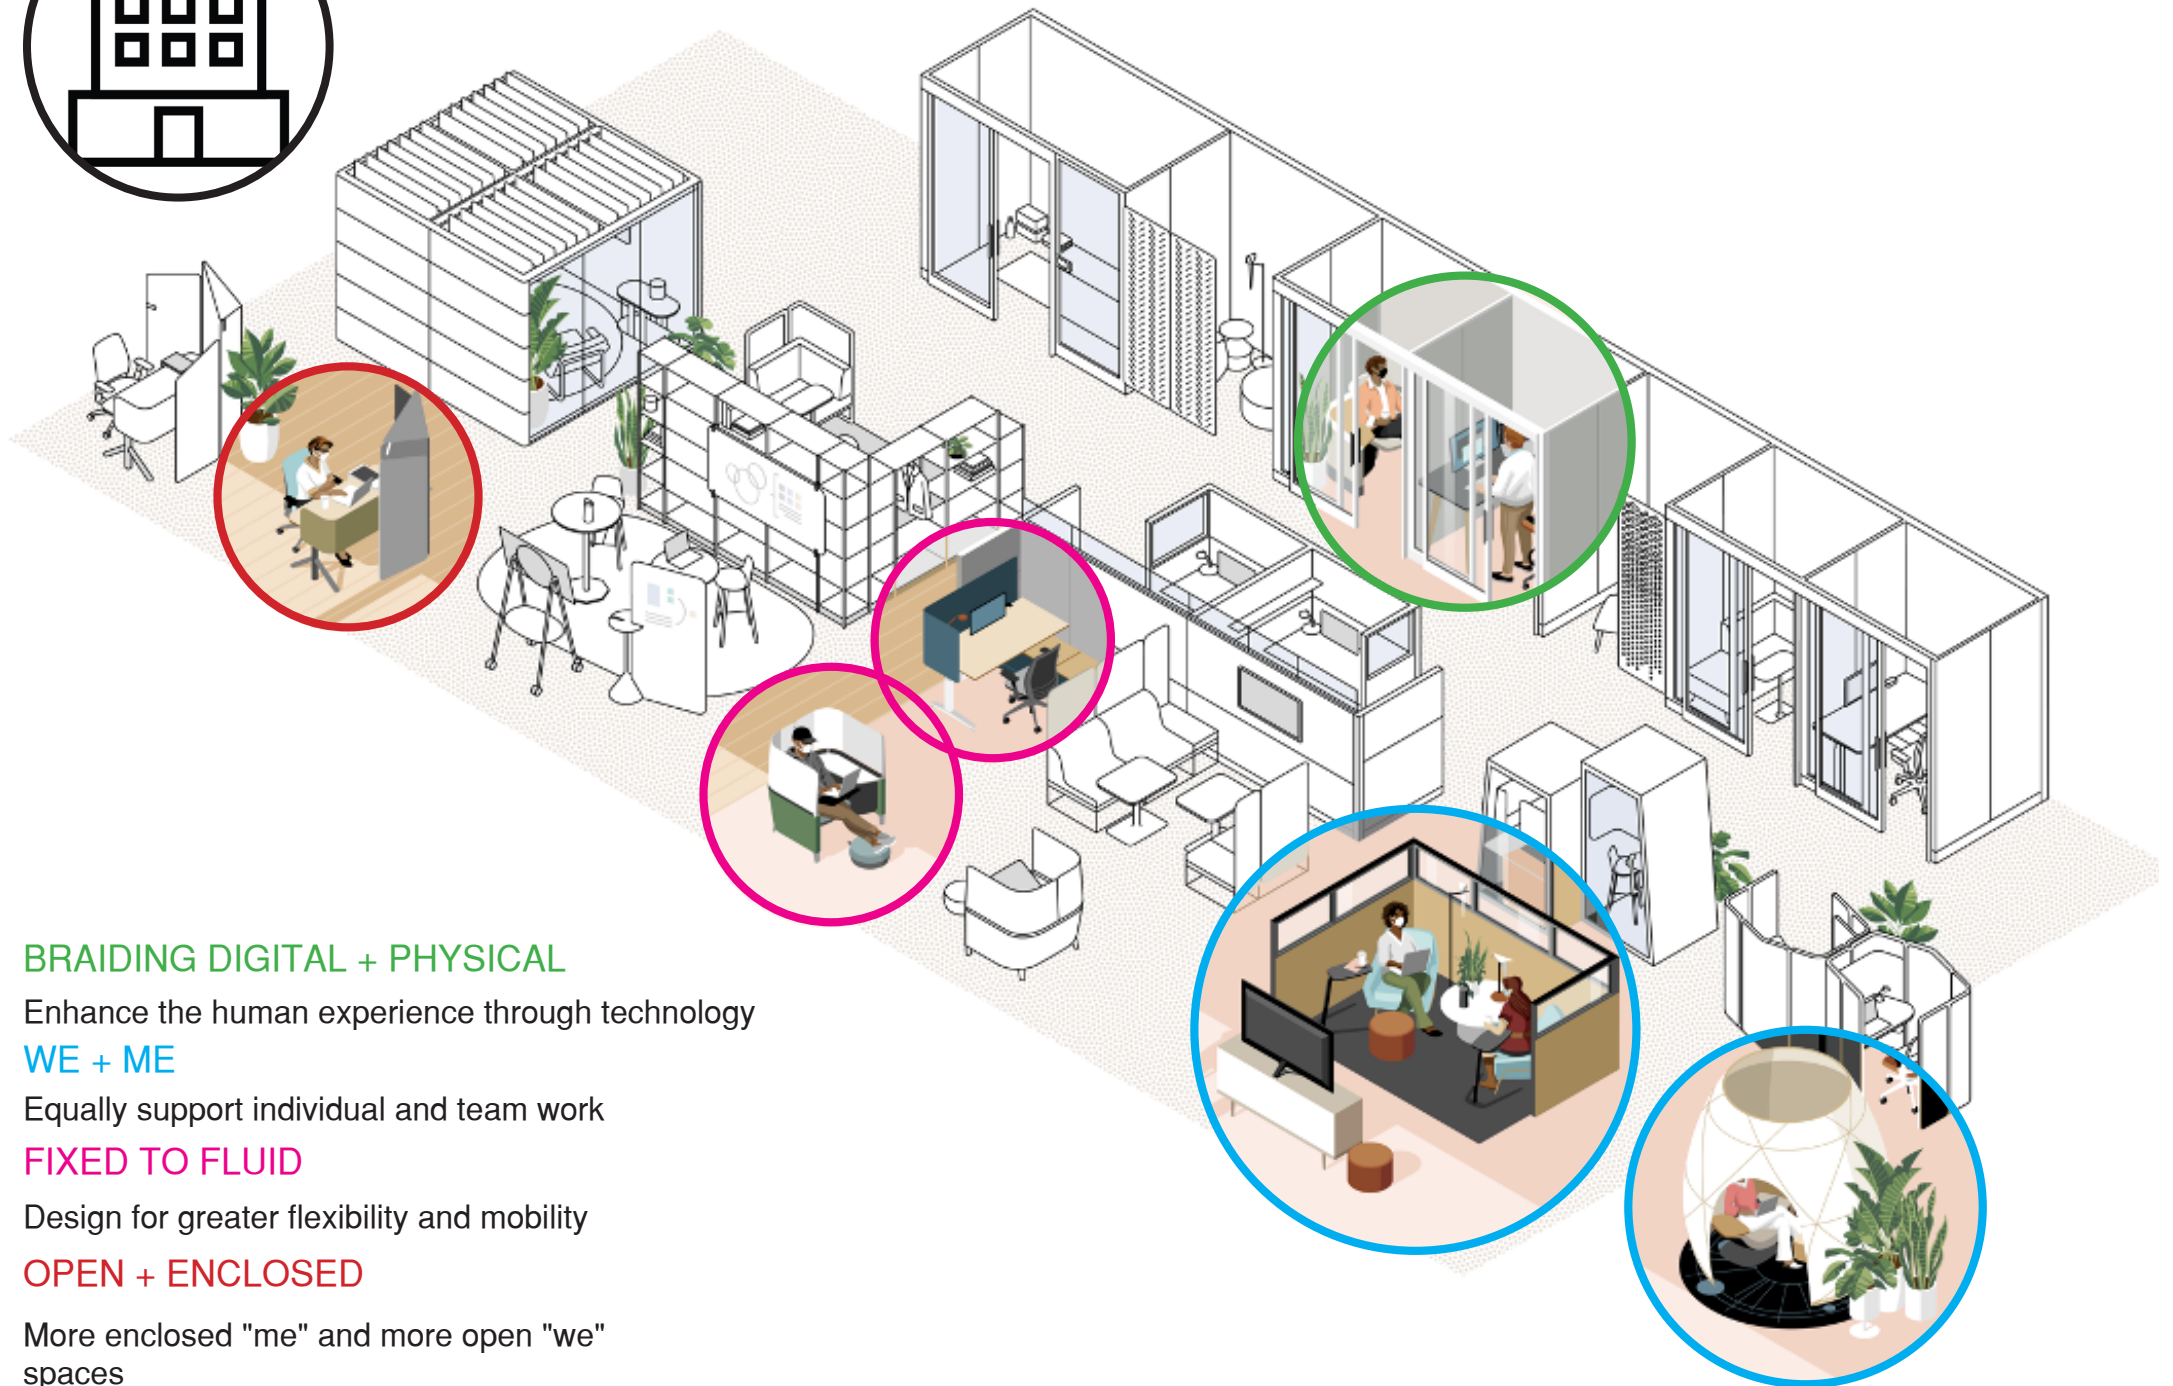 BRAIDING DIGITAL + PHYSICAL
Enhance the human experience through technology
WE + ME
Equally support individual and team work
FIXED TO FLUID
Design for greater flexibility and mobility
OPEN + ENCLOSED
More enclosed "me" and more open "we"
spaces